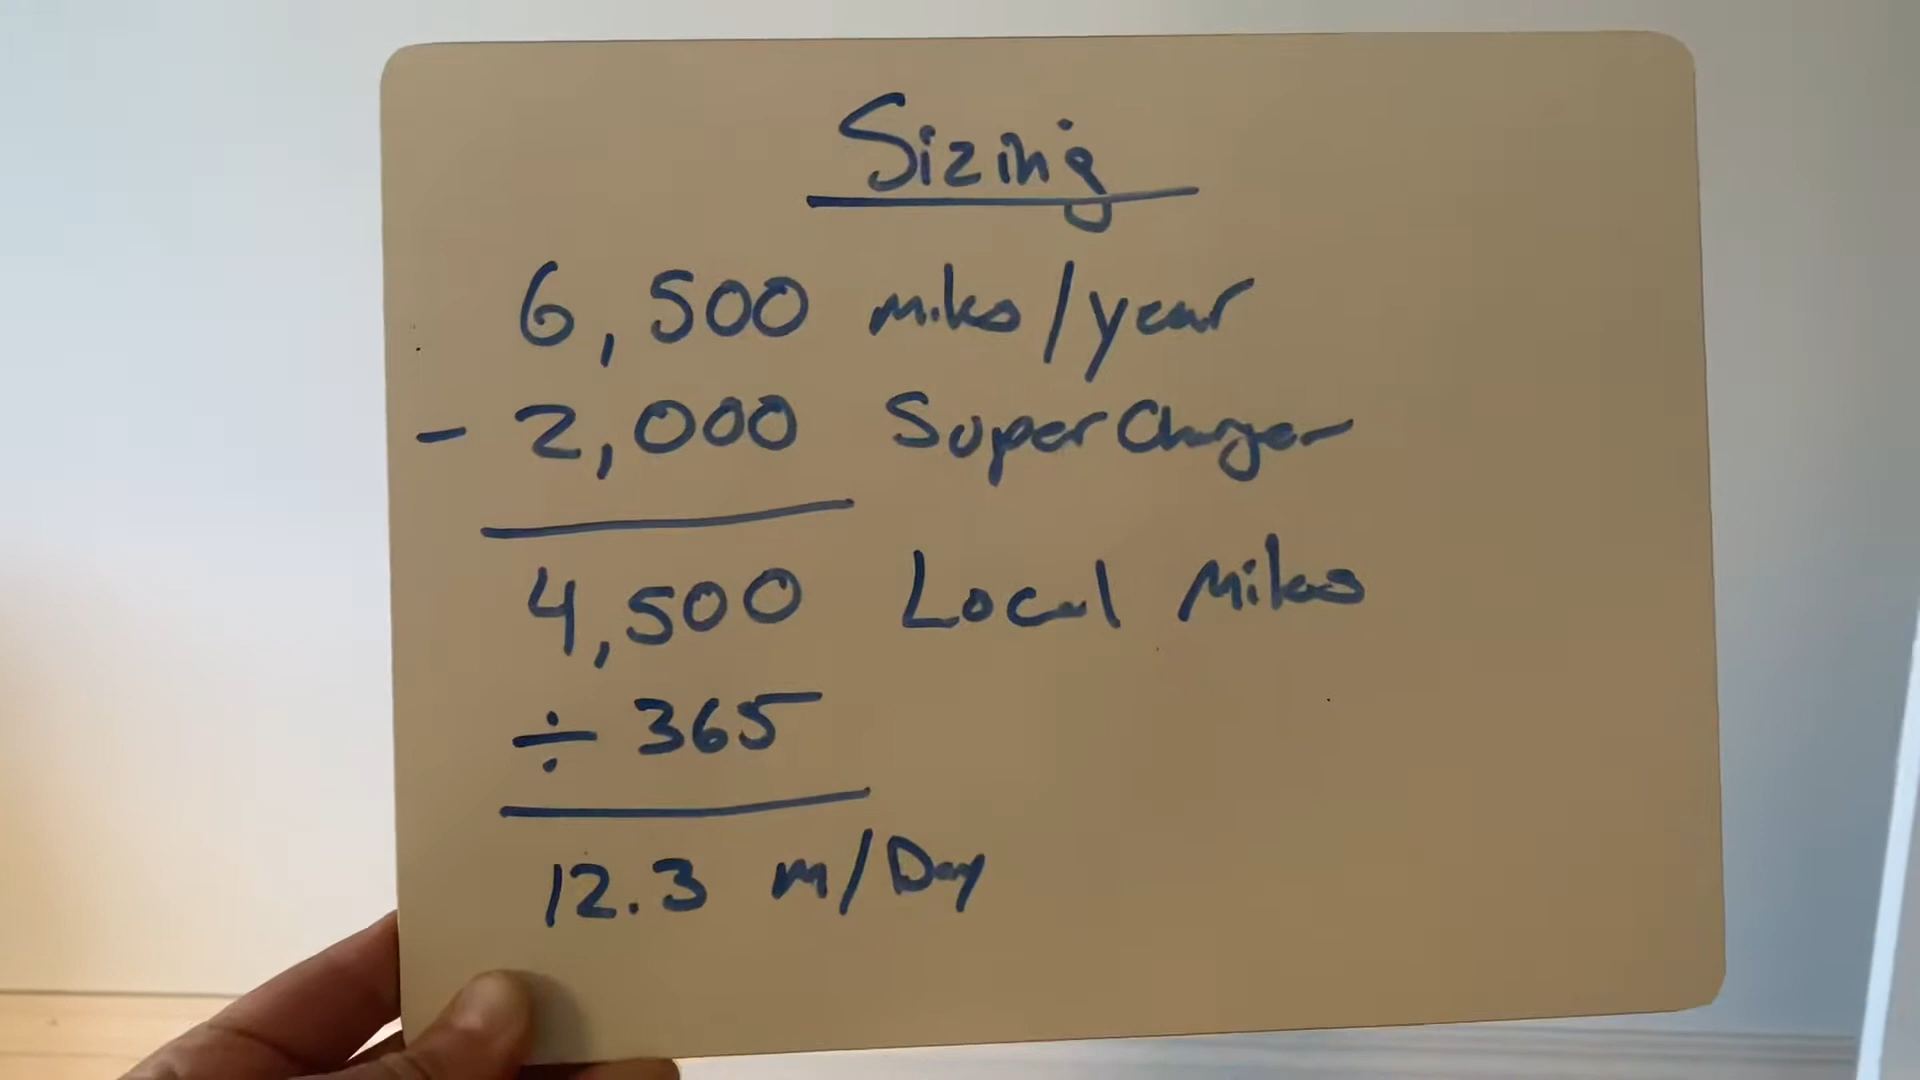 Sizing
6,500 miles/year
- 2,000 SuperCharger
4,500 Local Miles
÷ 365
12.3 m/Day